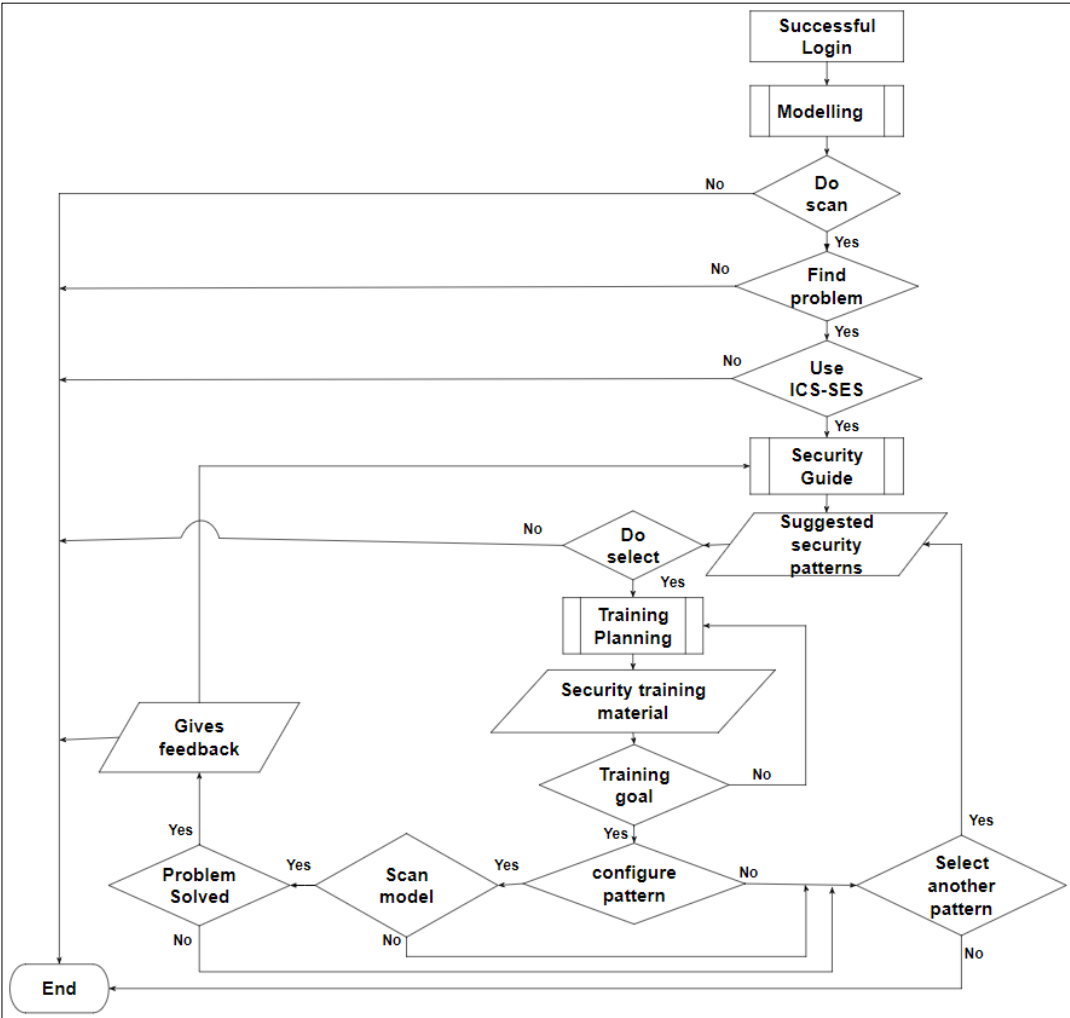 Successful
Login
Modelling
No
Do
scan
Yes
No
Find
problem
Yes
No
Use
ICS-SES
Yes
Security
Guide
Suggested
security
patterns
No
Do
select
Yes
Training
Planning
Security training
material
Gives
feedback
Training
goal
No
Yes
Yes
Yes
Problem
Solved
Yes
Scan
model
Yes
configure
pattern
No
Select
another
pattern
No
No
No
End